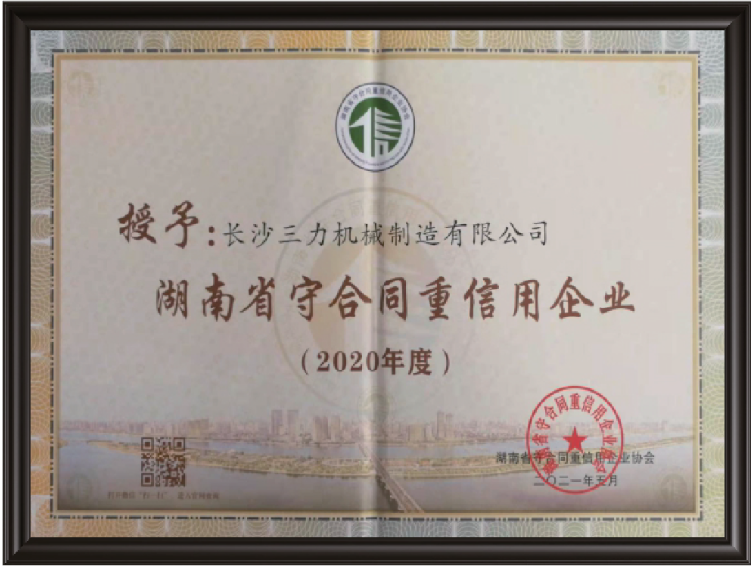 授予:长沙三力机械制造有限公司
湖南省守合同重信用企业
(2020年度)
湖南省守合同重信用企业协会
二〇二一年五月